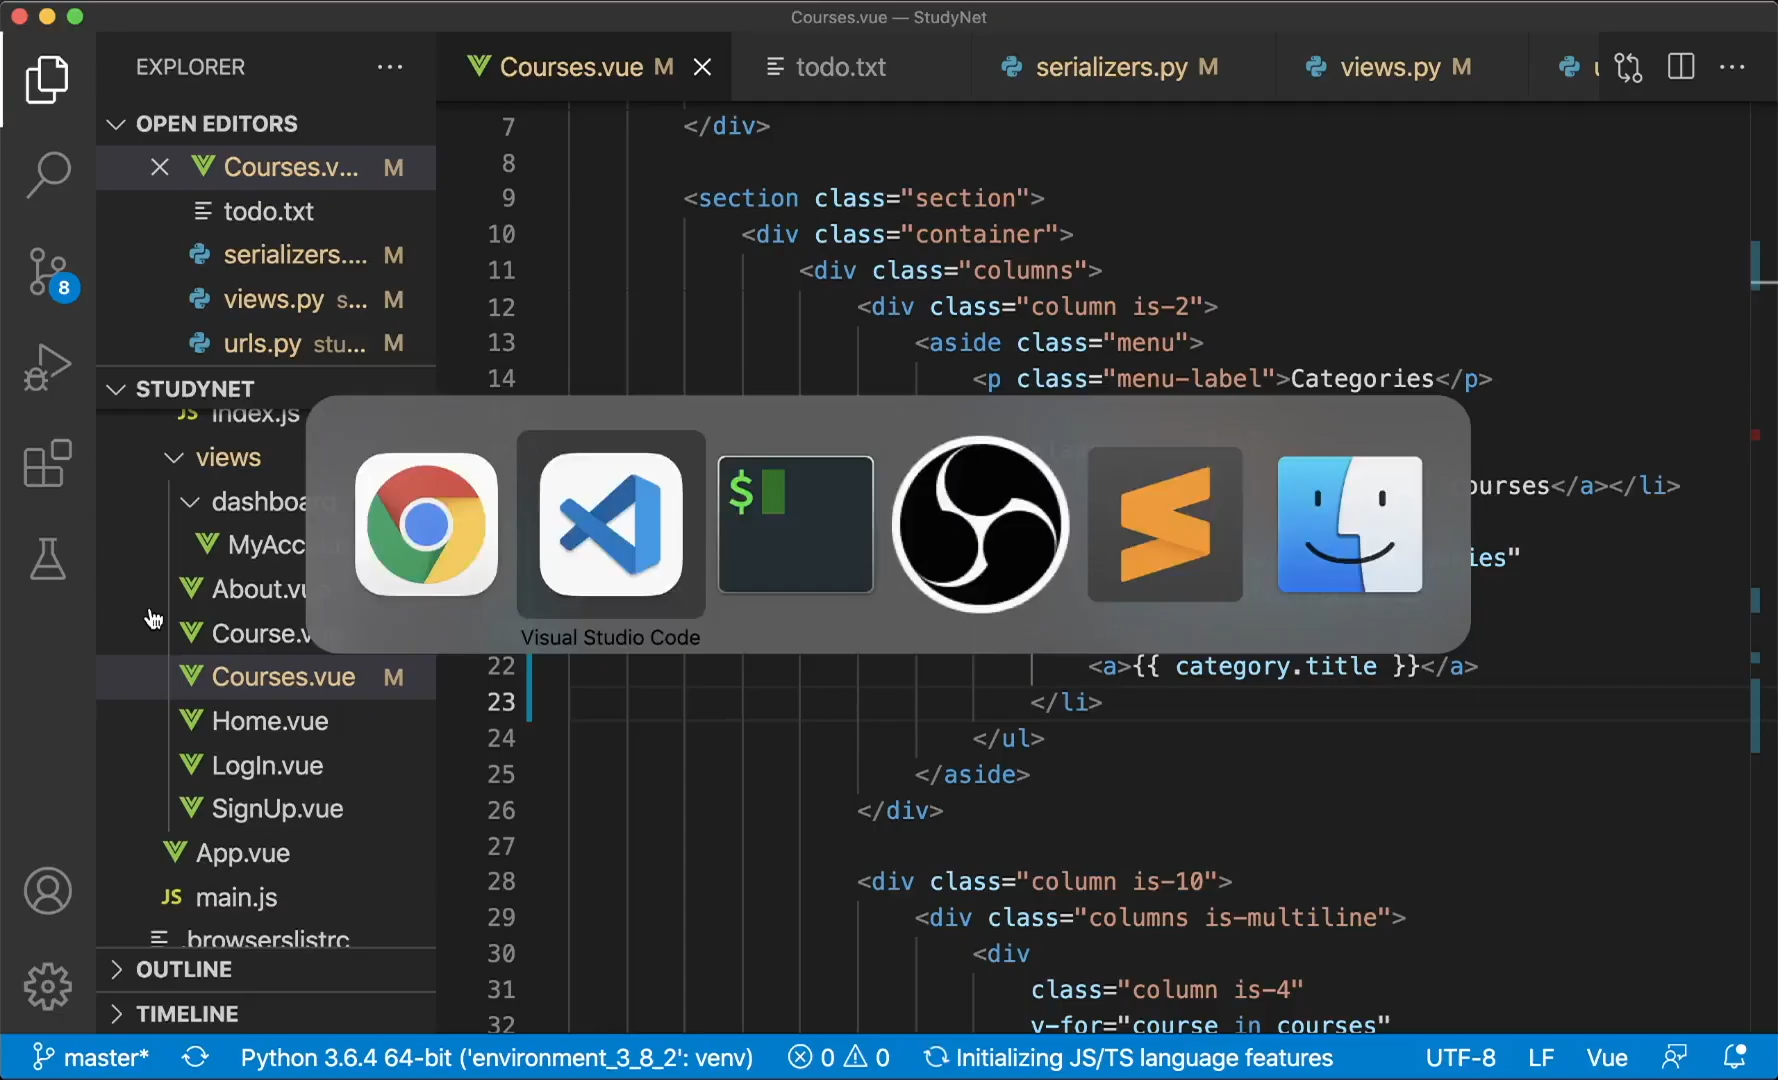 Courses.vue — StudyNet
EXPLORER
Courses.vue M
todo.txt
serializers.py M
views.py M
OPEN EDITORS
Courses.v... M
todo.txt
serializers.... M
views.py s... M
urls.py stu... M
STUDYNET
index.js
views
dashboa
MyAcc
About.vu
Course.v
Courses.vue M
Home.vue
LogIn.vue
SignUp.vue
App.vue
JS main.js
.browserslistrc
OUTLINE
TIMELINE
7 </div>
8
9 <section class="section">
10 <div class="container">
11 <div class="columns">
12 <div class="column is-2">
13 <aside class="menu">
14 <p class="menu-label">Categories</p>
ourses</a></li>
ies"
$
Visual Studio Code
22 <a>{{ category.title }}</a>
23 </li>
24 </ul>
25 </aside>
26 </div>
27
28 <div class="column is-10">
29 <div class="columns is-multiline">
30 <div
31 class="column is-4"
32 v-for="course in courses"
8
master* Python 3.6.4 64-bit ('environment_3_8_2': venv) 0 0 Initializing JS/TS language features UTF-8 LF Vue